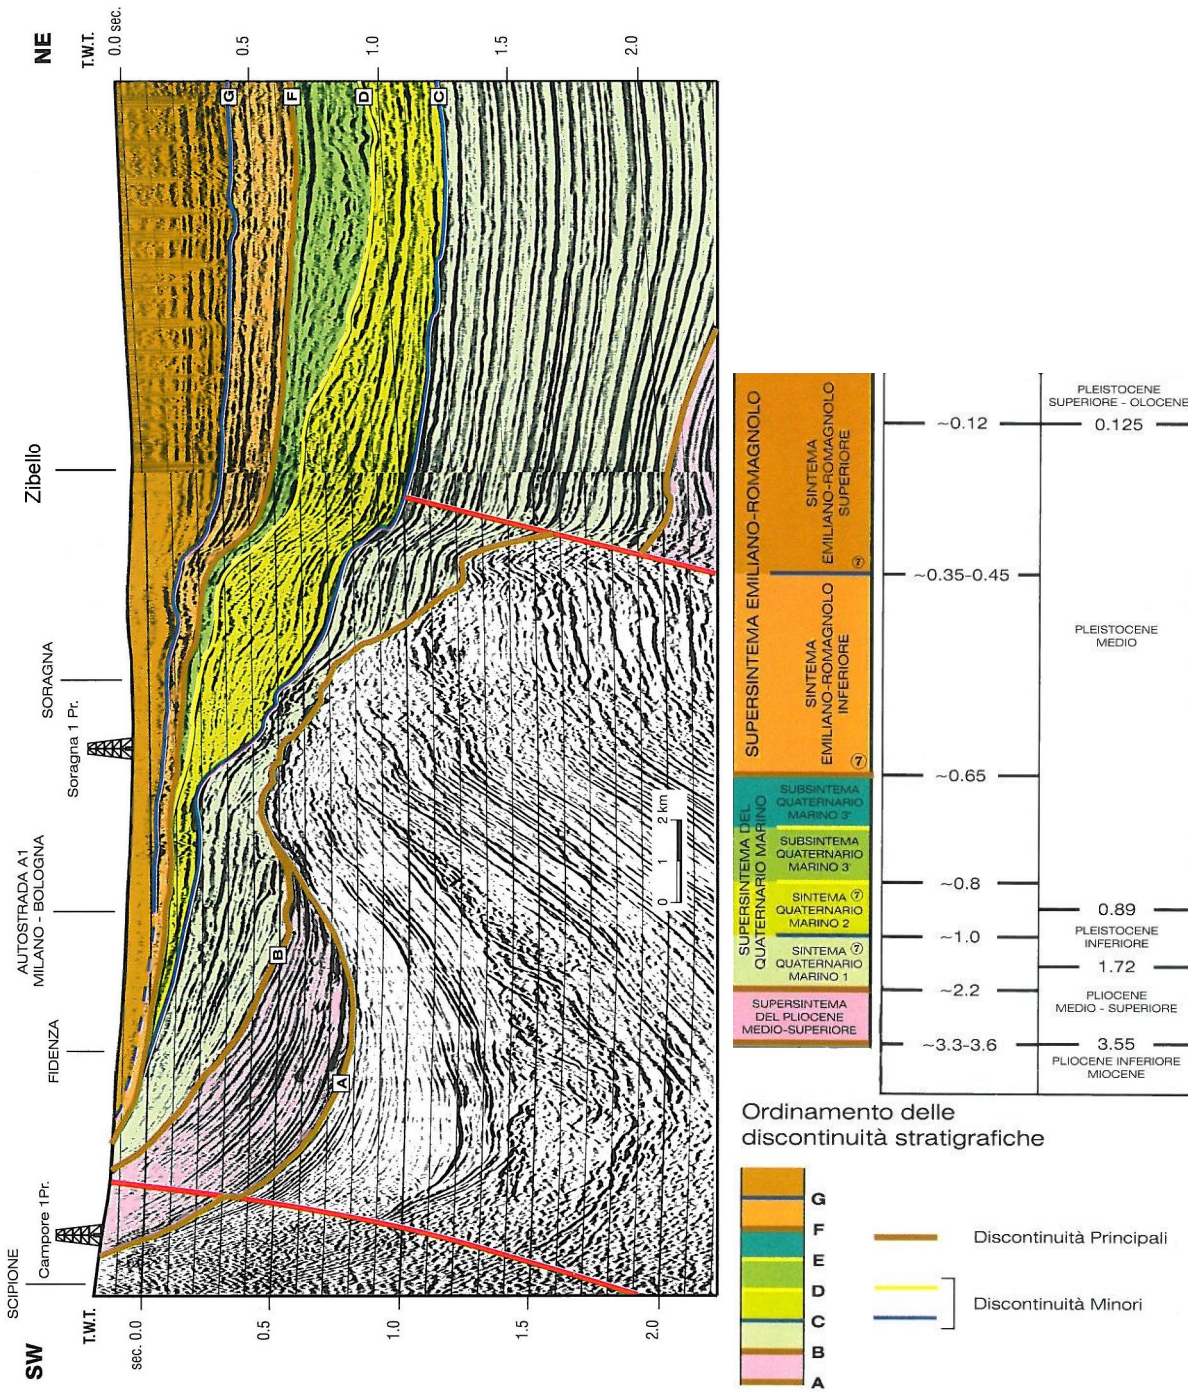 NE
T.W.T.
0.0 sec.
0.5
1.0
1.5
2.0
G
F
D
C
Zibello
SORAGNA
Soragna 1 Pr.
AUTOSTRADA A1
MILANO - BOLOGNA
FIDENZA
Campore 1Pr.
SCIPIONE
B
A
0 1 2 km
SW
T.W.T.
sec. 0.0
0.5
1.0
1.5
2.0
SUPERSINTEMA EMILIANO-ROMAGNOLO
SINTEMA
EMILIANO-ROMAGNOLO
SUPERIORE
7
SINTEMA
EMILIANO-ROMAGNOLO
INFERIORE
7
SUPERSINTEMA DEL
QUATERNARIO MARINO
SUBSINTEMA
QUATERNARIO
MARINO 3"
SUBSINTEMA
QUATERNARIO
MARINO 3'
SINTEMA 7
QUATERNARIO
MARINO 2
SINTEMA 7
QUATERNARIO
MARINO 1
SUPERSINTEMA
DEL PLIOCENE
MEDIO-SUPERIORE
~0.12
~0.35-0.45
~0.65
~0.8
~1.0
~2.2
~3.3-3.6
PLEISTOCENE
SUPERIORE - OLOCENE
0.125
PLEISTOCENE
MEDIO
0.89
PLEISTOCENE
INFERIORE
1.72
PLIOCENE
MEDIO - SUPERIORE
3.55
PLIOCENE INFERIORE
MIOCENE
Ordinamento delle
discontinuità stratigrafiche
G
F
E
D
C
B
A
Discontinuità Principali
Discontinuità Minori